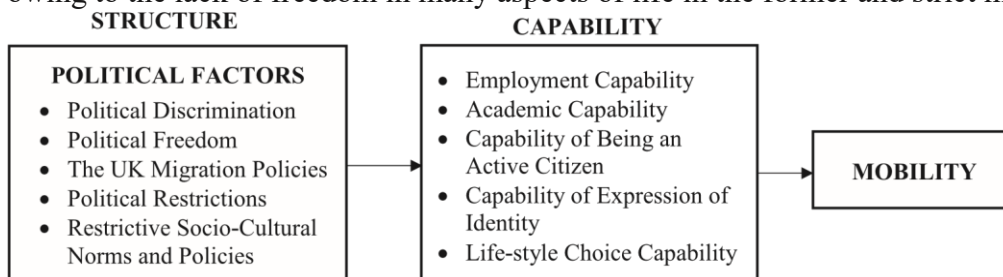 owing to the lack of freedom in many aspects of life in the former and strict
STRUCTURE
CAPABILITY
POLITICAL FACTORS
• Political Discrimination
• Political Freedom
• The UK Migration Policies
• Political Restrictions
• Restrictive Socio-Cultural
Norms and Policies
• Employment Capability
• Academic Capability
• Capability of Being an
Active Citizen
• Capability of Expression of
Identity
• Life-style Choice Capability
MOBILITY